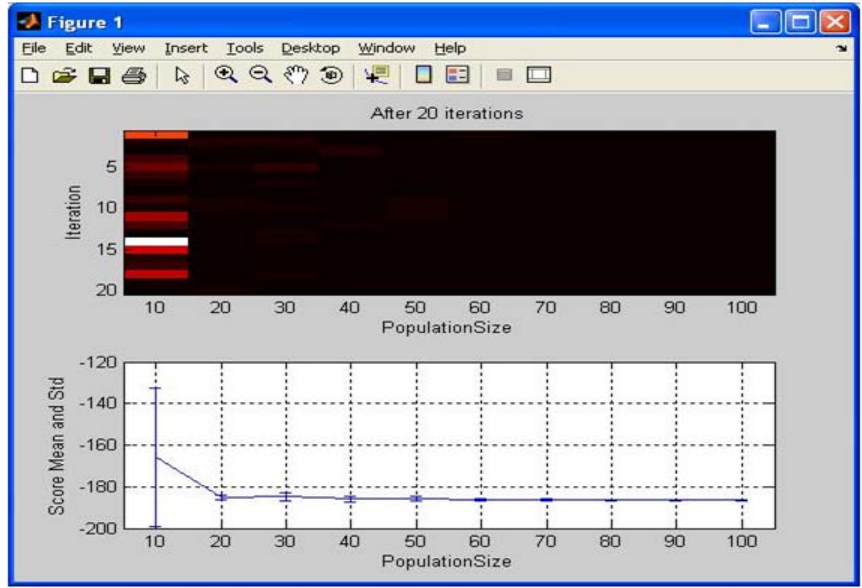 Figure 1
File Edit View Insert Tools Desktop Window Help
After 20 iterations
Iteration
5
10
15
20
10 20 30 40 50 60 70 80 90 100
PopulationSize
Score Mean and Std
-120
-140
-160
-180
-200
10 20 30 40 50 60 70 80 90 100
PopulationSize